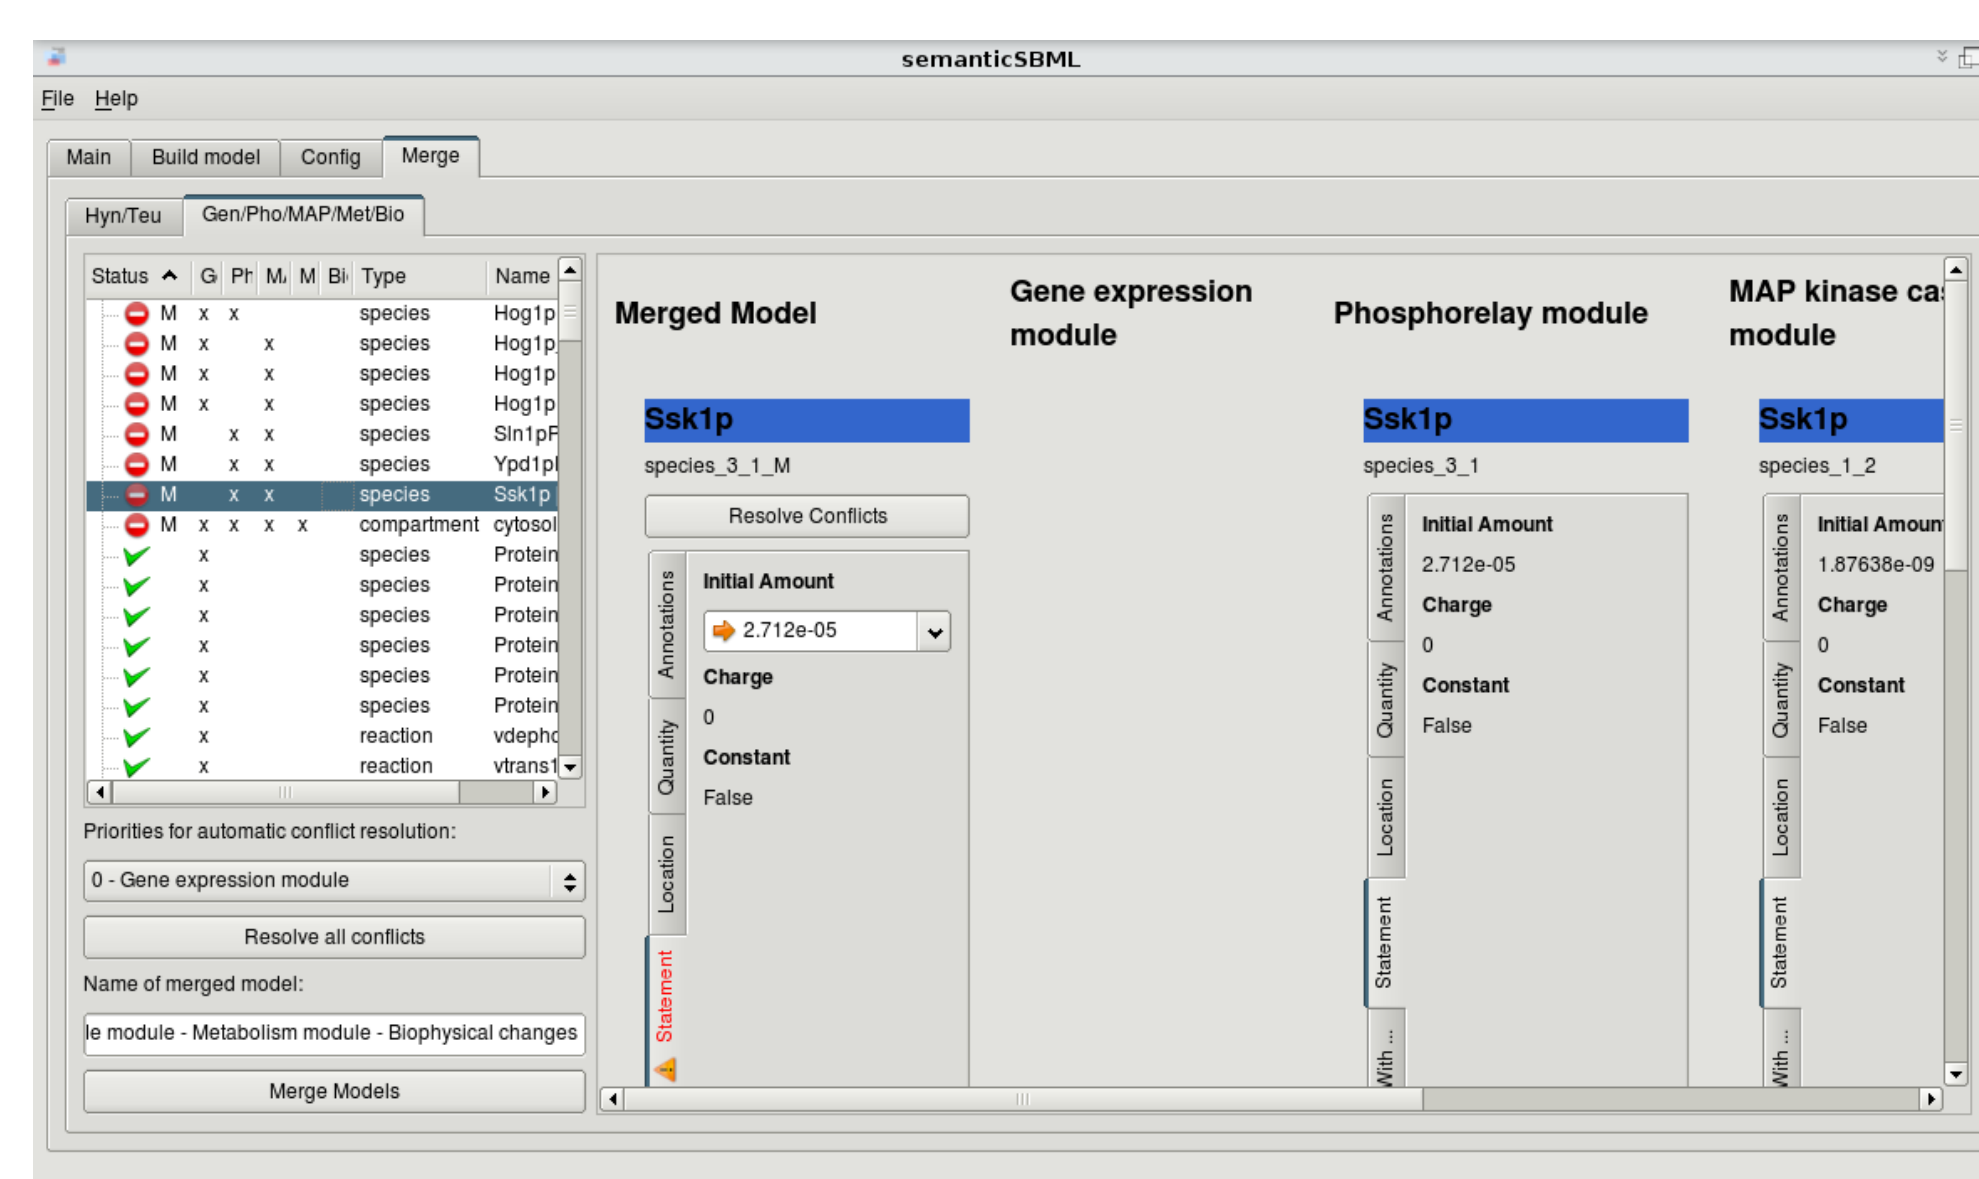 semanticSBML
File Help
Main Build model Config Merge
Hyn/Teu Gen/Pho/MAP/Met/Bio
Status G Ph M M Bi Type Name
M x x species Hog1p
M x x species Hog1p
M x x species Hog1p
M x x species Hog1p
M x x species Sln1p
M x x species Ypd1p
M x x species Ssk1p
M x x x x compartment cytosol
x species Protein
x species Protein
x species Protein
x species Protein
x species Protein
x species Protein
x reaction vdepho
x reaction vtrans1
Priorities for automatic conflict resolution:
0 - Gene expression module
Resolve all conflicts
Name of merged model:
le module - Metabolism module - Biophysical changes
Merge Models
Merged Model
Ssk1p
species_3_1_M
Resolve Conflicts
Annotations
Quantity
Location
Statement
Initial Amount
2.712e-05
Charge
0
Constant
False
Gene expression
module
Phosphorelay module
Ssk1p
species_3_1
Annotations
Quantity
Location
Statement
With ...
Initial Amount
2.712e-05
Charge
0
Constant
False
MAP kinase ca
module
Ssk1p
species_1_2
Annotations
Quantity
Location
Statement
With ...
Initial Amoun
1.87638e-09
Charge
0
Constant
False